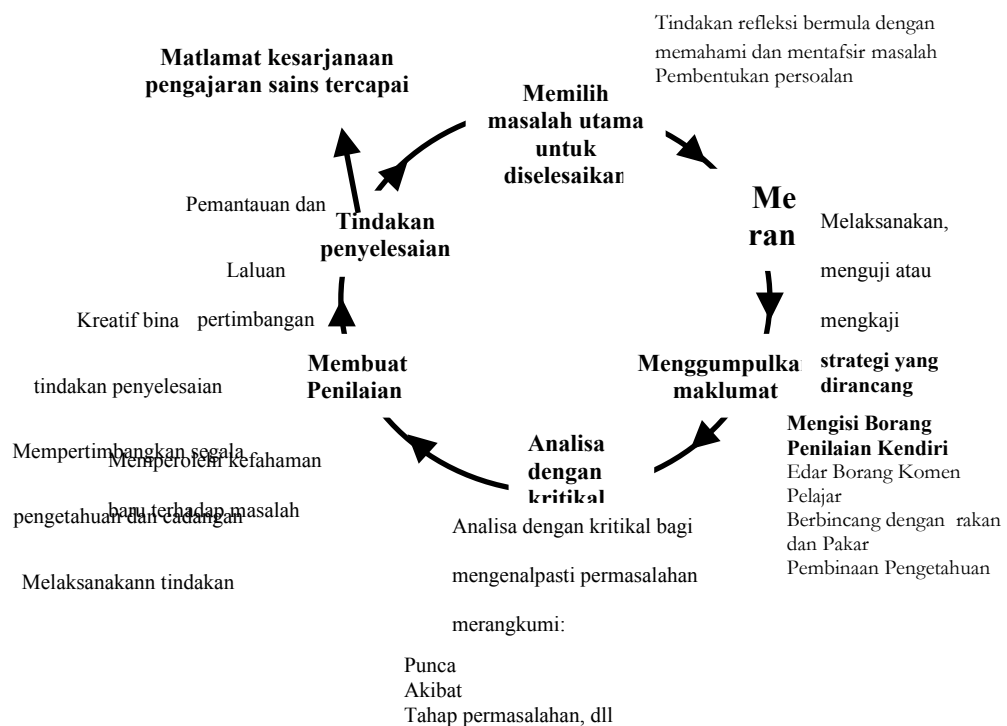 Tindakan refleksi bermula dengan
memahami dan mentafsir masalah
Pembentukan persoalan
Matlamat kesarjanaan
pengajaran sains tercapai
Memilih
masalah utama
untuk
diselesaikan
Me
ran
Melaksanakan,
menguji atau
mengkaji
strategi yang
dirancang
Pemantauan dan
Tindakan
penyelesaian
Laluan
Kreatif bina
pertimbangan
Membuat
Penilaian
Menggumpulka
maklumat
tindakan penyelesaian
Mengisi Borang
Penilaian Kendiri
Edar Borang Komen
Pelajar
Berbincang dengan rakan
dan Pakar
Pembinaan Pengetahuan
Analisa
dengan
kritikal
Mempertimbangkan segala
Memperolehi kefahaman
baru terhadap masalah
pengetahuan dan cadangan
Melaksanakann tindakan
Analisa dengan kritikal bagi
mengenalpasti permasalahan
merangkumi:
Punca
Akibat
Tahap permasalahan, dll